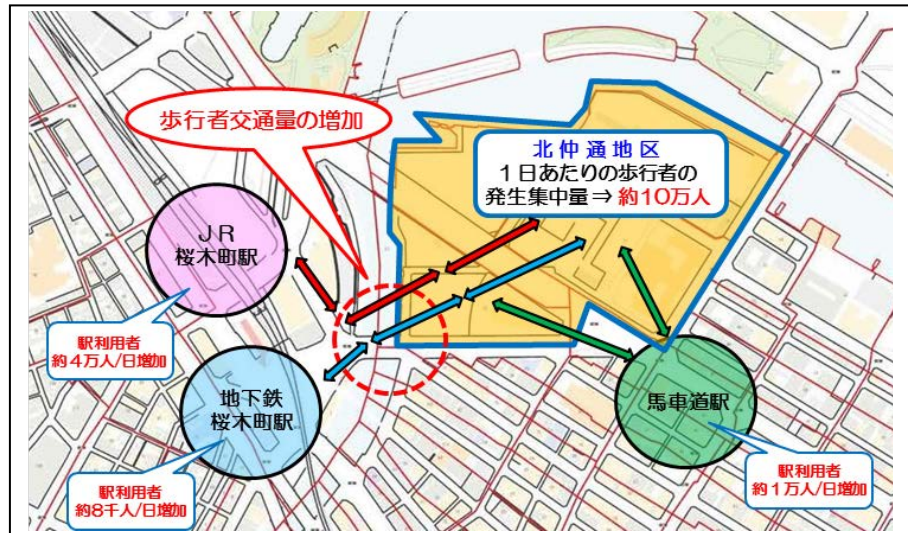 歩行者交通量の増加
北仲通地区
1日あたりの歩行者の
発生集中量⇒約10万人
JR
桜木町駅
駅利用者
約4万人/日増加
地下鉄
桜木町駅
馬車道駅
駅利用者
約8千人/日増加
駅利用者
約1万人/日増加